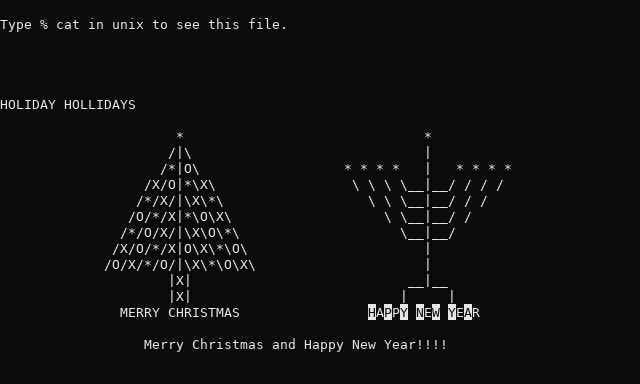 Type % cat in unix to see this file.
HOLIDAY HOLLIDAYS
MERRY CHRISTMAS HAPPY NEW YEAR
Merry Christmas and Happy New Year!!!!